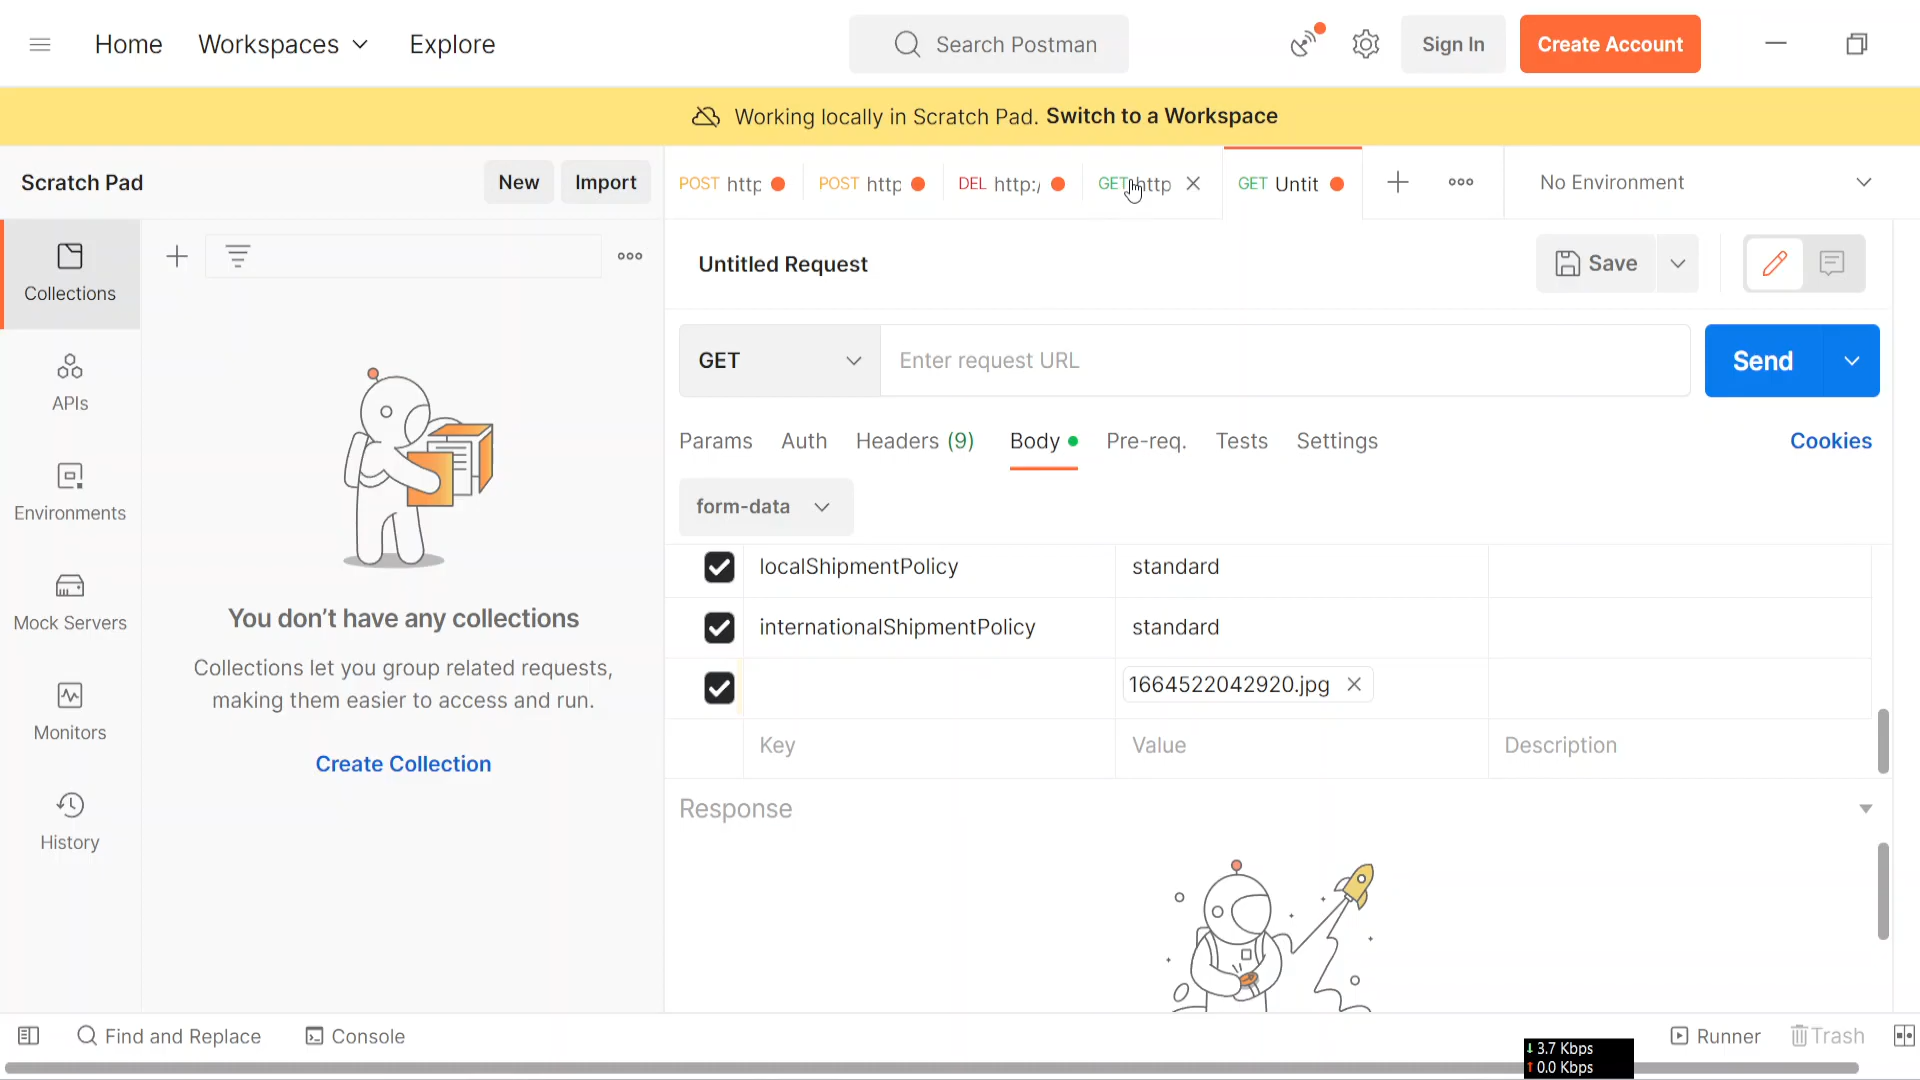 Home Workspaces Explore Search Postman Sign In Create Account
Working locally in Scratch Pad. Switch to a Workspace
Scratch Pad New Import POST http POST http DEL http:/ GET http GET Untit No Environment
Collections
Untitled Request Save
APIs
GET Enter request URL Send
Params Auth Headers (9) Body Pre-req. Tests Settings Cookies
Environments
form-data
localShipmentPolicy standard
Mock Servers
You don’t have any collections
internationalShipmentPolicy standard
Collections let you group related requests,
making them easier to access and run.
1664522042920.jpg
Monitors
Key Value Description
Create Collection
Response
History
Find and Replace Console Runner Trash
↓ 3.7 Kbps
↑ 0.0 Kbps